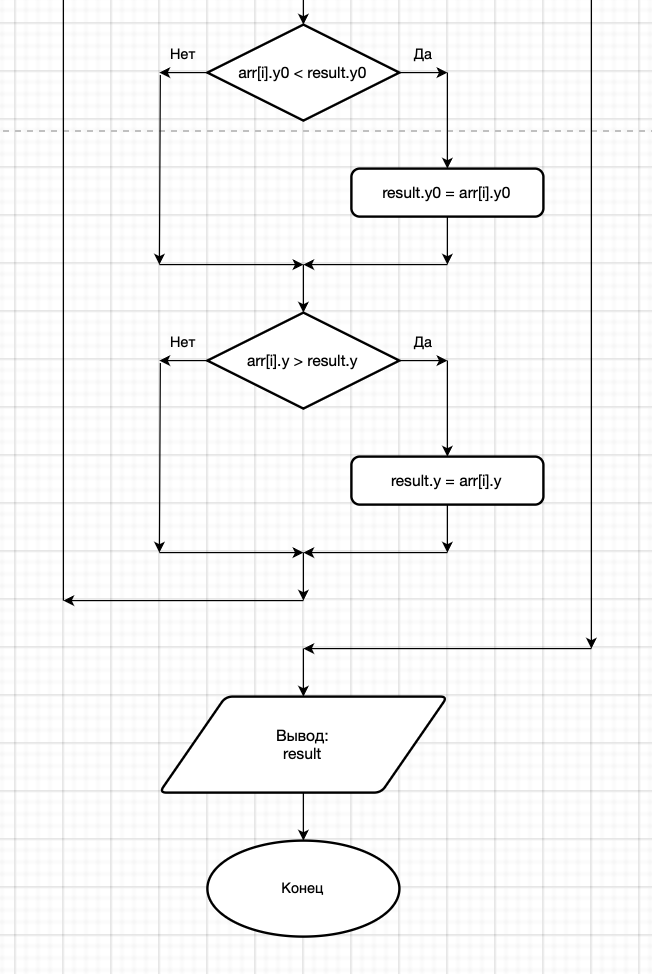 Нет
Да
arr[i].y0 < result.y0
result.y0 = arr[i].y0
Нет
Да
arr[i].y > result.y
result.y = arr[i].y
Вывод:
result
Конец